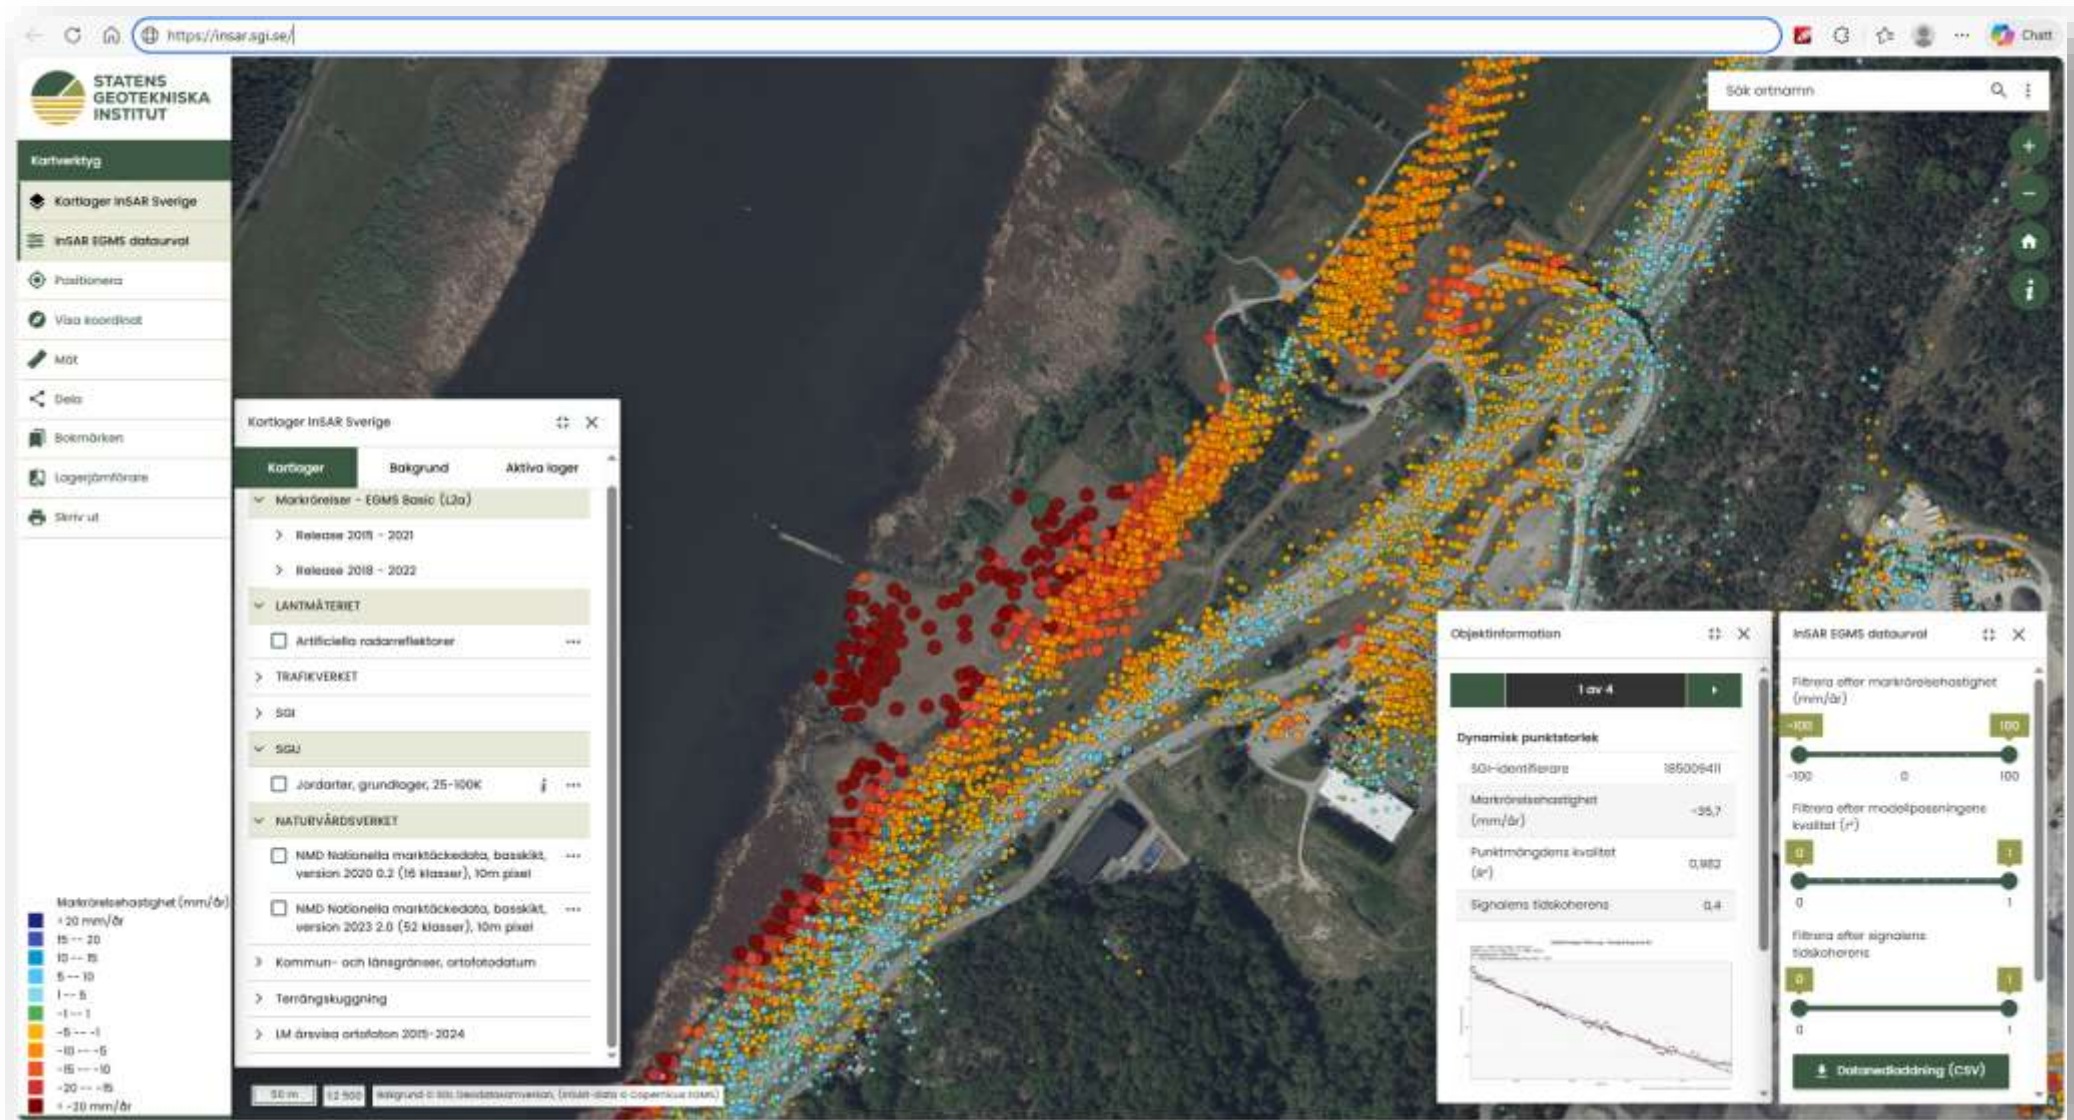 https://insar.sgi.se/
Chatt
STATENS
GEOTEKNISKA
INSTITUT
Sök ortnamn
Kartverktyg
Kartlager InSAR Sverige
InSAR EGMS dataurval
Positionera
Visa koordinat
Mät
Dela
Bokmärken
Lagerjämförare
Skriv ut
Kartlager InSAR Sverige
Kartlager Bakgrund Aktiva lager
Markrörelser - EGMS Basic (L2a)
Release 2015 - 2021
Release 2018 - 2022
LANTMÄTERIET
Artificiella radarreflektorer
TRAFIKVERKET
SGI
SGU
Jordarter, grundlager, 25-100K
NATURVÅRDSVERKET
NMD Nationella marktäckedata, basskikt,
version 2020 0.2 (16 klasser), 10m pixel
NMD Nationella marktäckedata, basskikt,
version 2023 2.0 (52 klasser), 10m pixel
Kommun- och länsgränser, ortofotodatum
Terrängskuggning
LM årsvisa ortofoton 2015-2024
Markrörelsehastighet (mm/år)
> 20 mm/år
15 -- 20
10 -- 15
5 -- 10
1 -- 5
-1 -- 1
-5 -- -1
-10 -- -5
-15 -- -10
-20 -- -15
< -20 mm/år
50 m
1:2 500
Objektinformation
1 av 4
Dynamisk punktstorlek
SGI-identifierare 185009411
Markrörelsehastighet
(mm/år) -35,7
Punktmängdens kvalitet
(R²) 0,982
Signalens tidskoherens 0,4
InSAR EGMS dataurval
Filtrera efter markrörelsehastighet
(mm/år)
-100 100
-100 0 100
Filtrera efter modellpassningens
kvalitet (r²)
0 1
0 1
Filtrera efter signalens
tidskoherens
0 1
0 1
Datanedladdning (CSV)